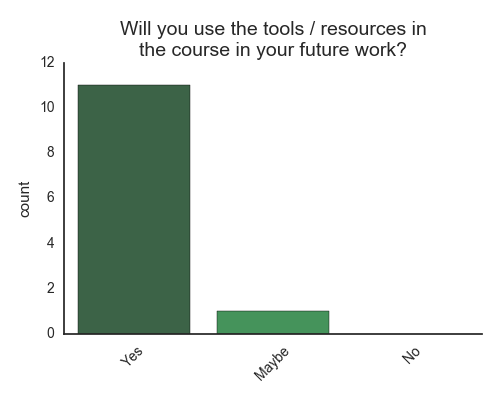 Will you use the tools / resources in
the course in your future work?
12
10
8
6
4
2
0
count
Yes
Maybe
No